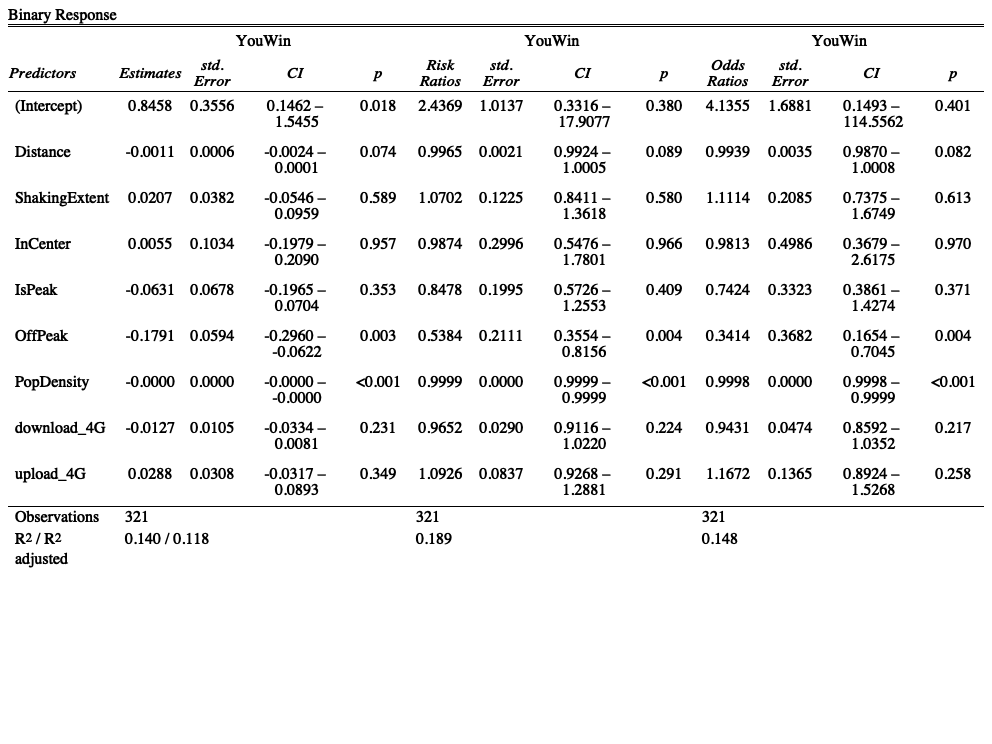 Binary Response
YouWin YouWin YouWin
Predictors Estimates std. Error CI p Risk Ratios std. Error CI p Odds Ratios std. Error CI p
(Intercept) 0.8458 0.3556 0.1462 – 1.5455 0.018 2.4369 1.0137 0.3316 – 17.9077 0.380 4.1355 1.6881 0.1493 – 114.5562 0.401
Distance -0.0011 0.0006 -0.0024 – 0.0001 0.074 0.9965 0.0021 0.9924 – 1.0005 0.089 0.9939 0.0035 0.9870 – 1.0008 0.082
ShakingExtent 0.0207 0.0382 -0.0546 – 0.0959 0.589 1.0702 0.1225 0.8411 – 1.3618 0.580 1.1114 0.2085 0.7375 – 1.6749 0.613
InCenter 0.0055 0.1034 -0.1979 – 0.2090 0.957 0.9874 0.2996 0.5476 – 1.7801 0.966 0.9813 0.4986 0.3679 – 2.6175 0.970
IsPeak -0.0631 0.0678 -0.1965 – 0.0704 0.353 0.8478 0.1995 0.5726 – 1.2553 0.409 0.7424 0.3323 0.3861 – 1.4274 0.371
OffPeak -0.1791 0.0594 -0.2960 – -0.0622 0.003 0.5384 0.2111 0.3554 – 0.8156 0.004 0.3414 0.3682 0.1654 – 0.7045 0.004
PopDensity -0.0000 0.0000 -0.0000 – -0.0000 <0.001 0.9999 0.0000 0.9999 – 0.9999 <0.001 0.9998 0.0000 0.9998 – 0.9999 <0.001
download_4G -0.0127 0.0105 -0.0334 – 0.0081 0.231 0.9652 0.0290 0.9116 – 1.0220 0.224 0.9431 0.0474 0.8592 – 1.0352 0.217
upload_4G 0.0288 0.0308 -0.0317 – 0.0893 0.349 1.0926 0.0837 0.9268 – 1.2881 0.291 1.1672 0.1365 0.8924 – 1.5268 0.258
Observations 321 321 321
R2 / R2 adjusted 0.140 / 0.118 0.189 0.148